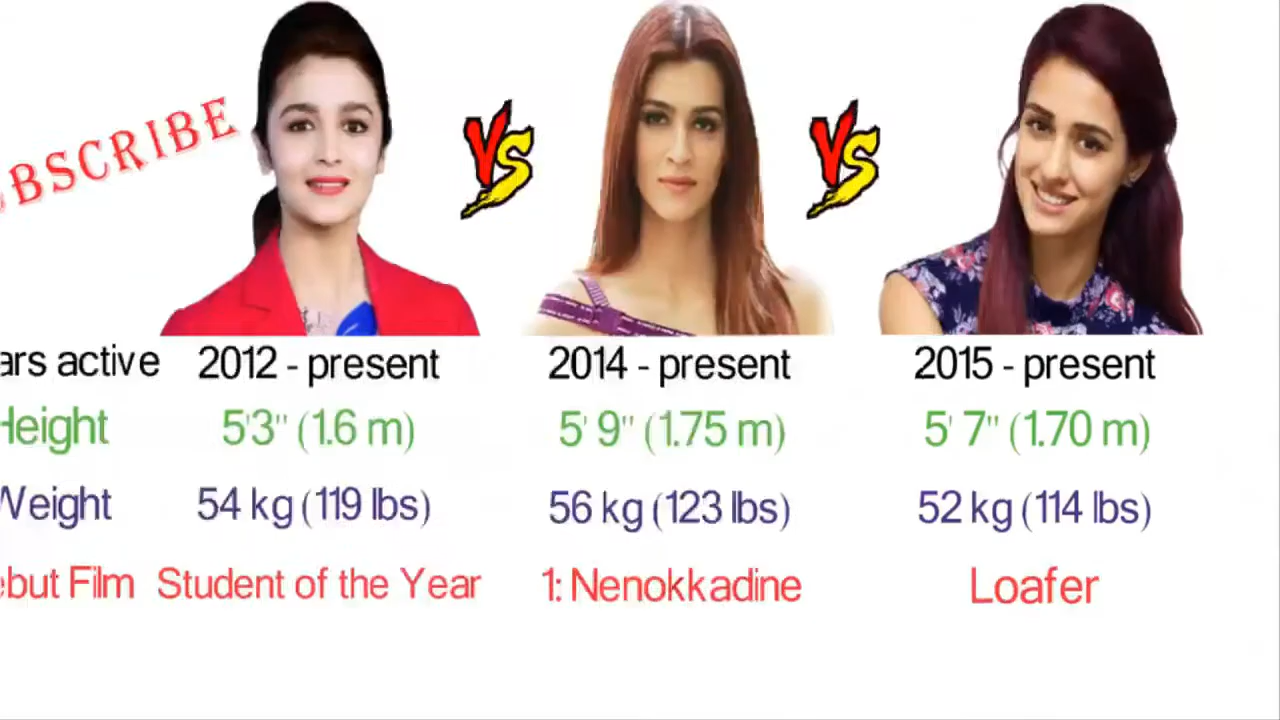 BSCRIBE
VS VS
ars active 2012 - present 2014 - present 2015 - present
Height 5'3" (1.6 m) 5' 9" (1.75 m) 5' 7" (1.70 m)
Weight 54 kg (119 lbs) 56 kg (123 lbs) 52 kg (114 lbs)
ebut Film Student of the Year 1: Nenokkadine Loafer